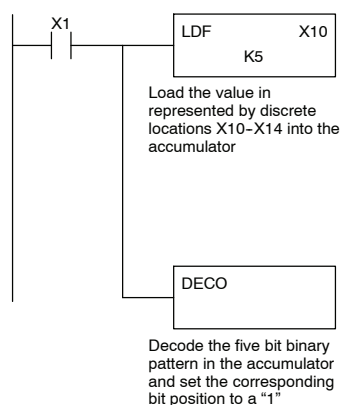 X1
LDF X10
K5
Load the value in
represented by discrete
locations X10-X14 into the
accumulator
DECO
Decode the five bit binary
pattern in the accumulator
and set the corresponding
bit position to a “1”